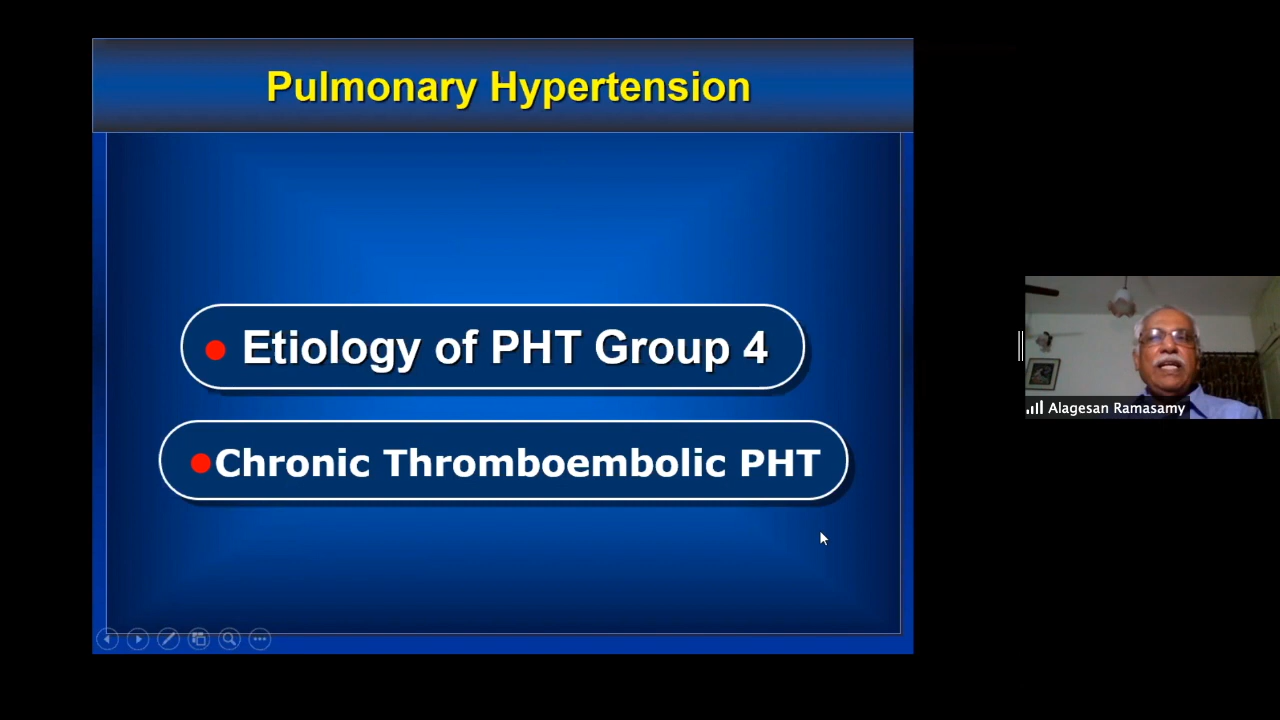 Pulmonary Hypertension
Etiology of PHT Group 4
Chronic Thromboembolic PHT
Alagesan Ramasamy